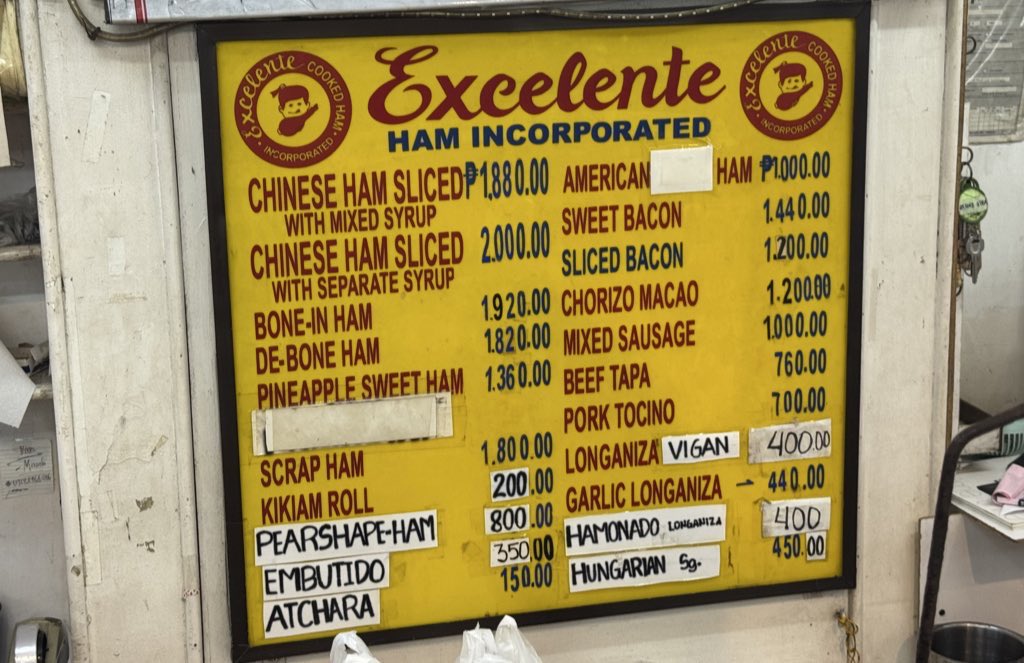 Excelente COOKED HAM INCORPORATED
Excelente
HAM INCORPORATED
Excelente COOKED HAM INCORPORATED
CHINESE HAM SLICED ₱1,880.00
WITH MIXED SYRUP
CHINESE HAM SLICED 2,000.00
WITH SEPARATE SYRUP
BONE-IN HAM 1.920.00
DE-BONE HAM 1.820.00
PINEAPPLE SWEET HAM 1.360.00
SCRAP HAM 1.800.00
KIKIAM ROLL 200.00
PEARSHAPE-HAM 800.00
EMBUTIDO 350.00
ATCHARA 150.00
AMERICAN HAM ₱1.000.00
SWEET BACON 1.440.00
SLICED BACON 1.200.00
CHORIZO MACAO 1.200.00
MIXED SAUSAGE 1.000.00
BEEF TAPA 760.00
PORK TOCINO 700.00
LONGANIZA VIGAN 400.00
GARLIC LONGANIZA - 440.00
HAMONADO LONGANIZA 400
HUNGARIAN Sg. 450.00